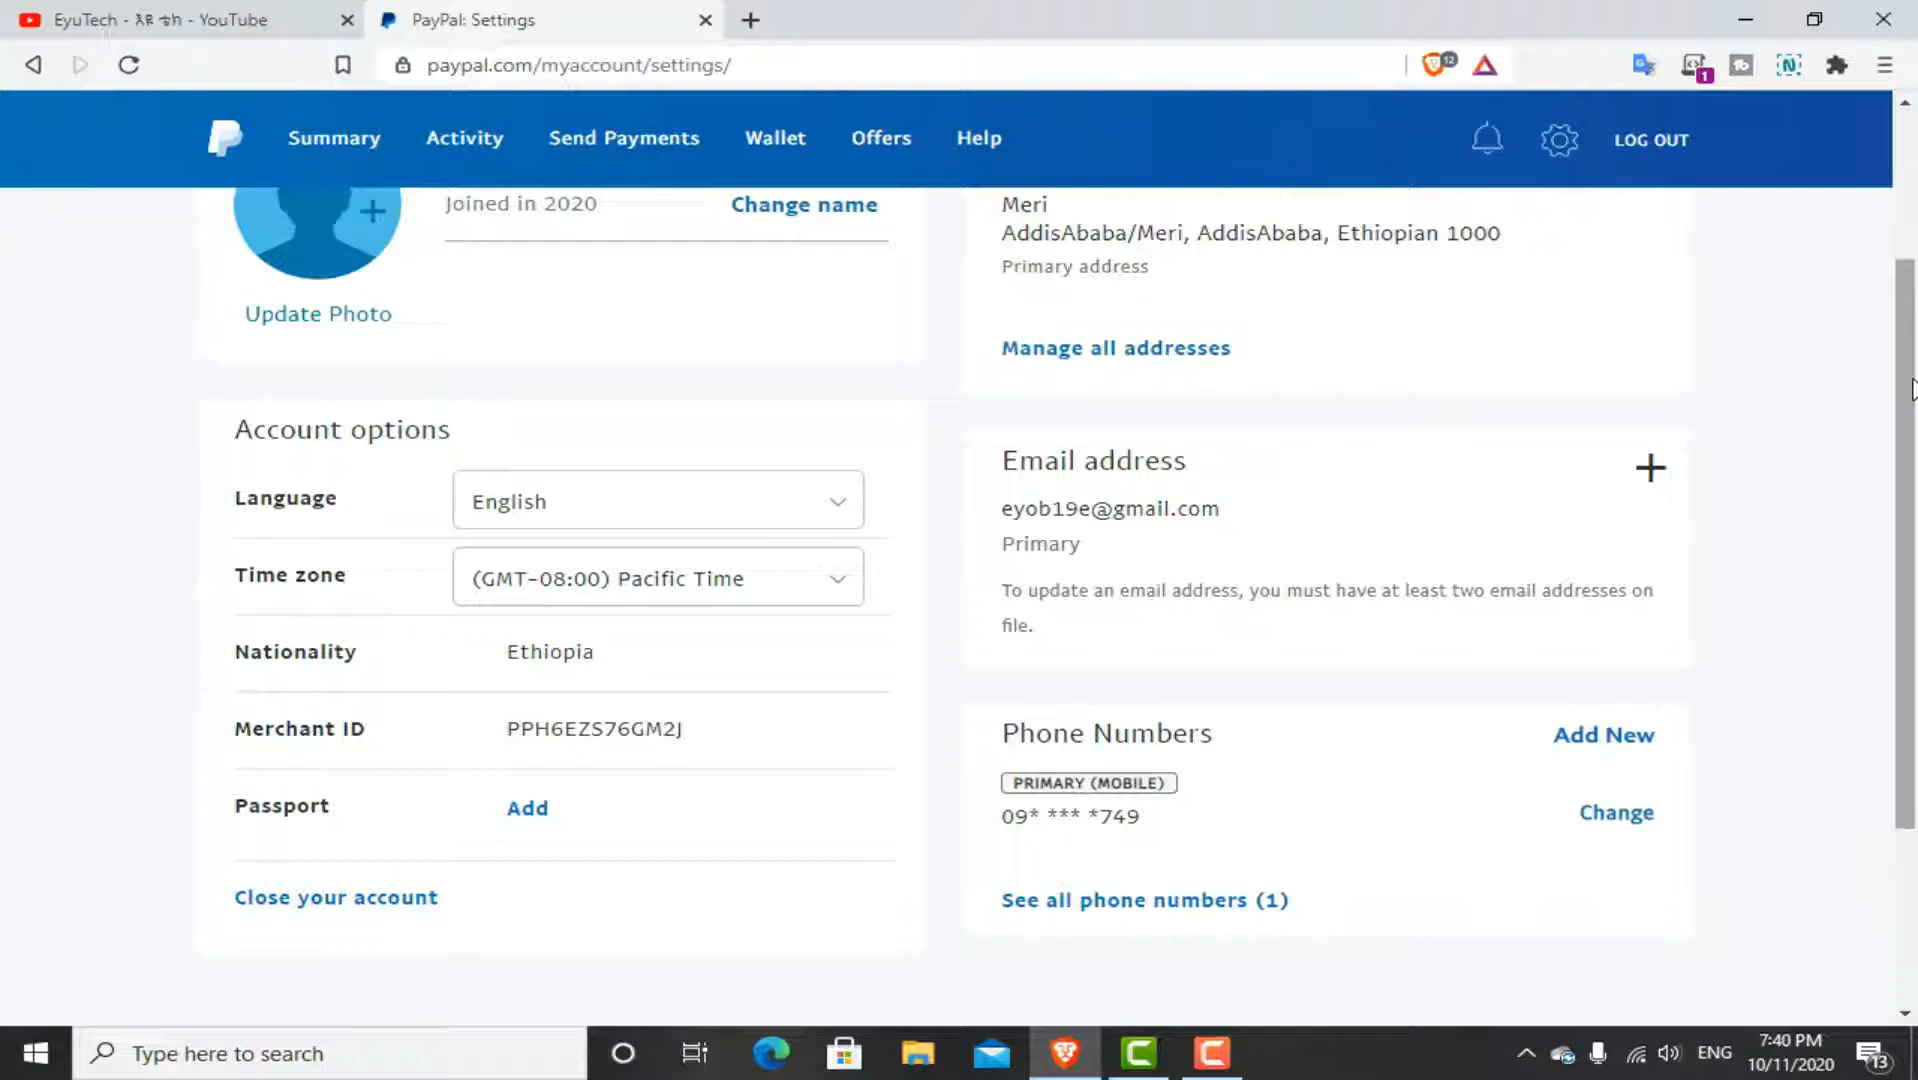 EyuTech - እዩ ቴክ - YouTube
PayPal: Settings
paypal.com/myaccount/settings/
12
1
Summary
Activity
Send Payments
Wallet
Offers
Help
LOG OUT
Joined in 2020
Change name
Update Photo
Meri
AddisAbaba/Meri, AddisAbaba, Ethiopian 1000
Primary address
Manage all addresses
Account options
Language
English
Time zone
(GMT-08:00) Pacific Time
Nationality
Ethiopia
Merchant ID
PPH6EZS76GM2J
Passport
Add
Close your account
Email address
eyob19e@gmail.com
Primary
To update an email address, you must have at least two email addresses on
file.
Phone Numbers
Add New
PRIMARY (MOBILE)
09* *** *749
Change
See all phone numbers (1)
Type here to search
ENG
7:40 PM
10/11/2020
13